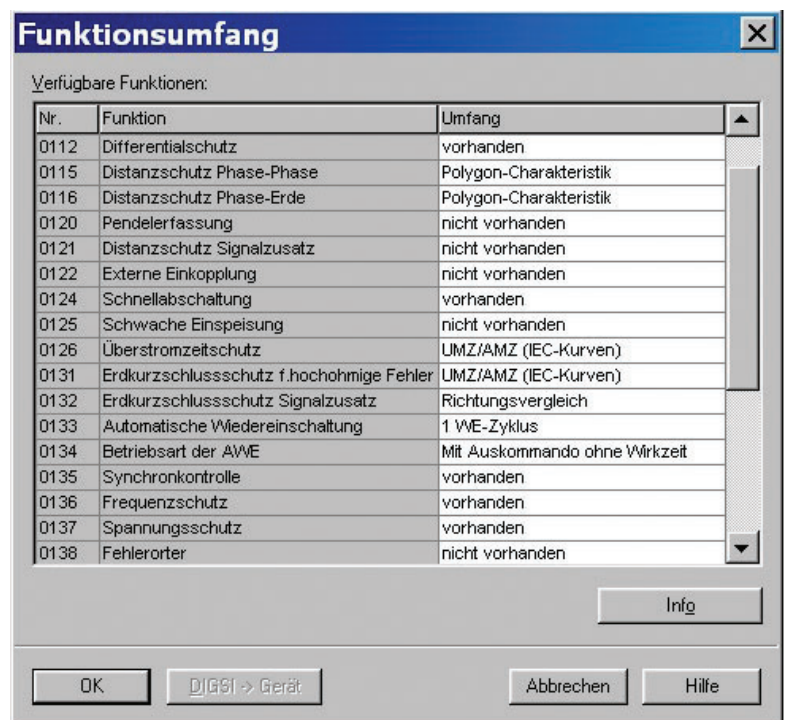 Funktionsumfang
Verfügbare Funktionen:
Nr. Funktion Umfang
0112 Differentialschutz vorhanden
0115 Distanzschutz Phase-Phase Polygon-Charakteristik
0116 Distanzschutz Phase-Erde Polygon-Charakteristik
0120 Pendelerfassung nicht vorhanden
0121 Distanzschutz Signalzusatz nicht vorhanden
0122 Externe Einkopplung nicht vorhanden
0124 Schnellabschaltung vorhanden
0125 Schwache Einspeisung nicht vorhanden
0126 Überstromzeitschutz UMZ/AMZ (IEC-Kurven)
0131 Erdkurzschlussschutz f.hochohmige Fehler UMZ/AMZ (IEC-Kurven)
0132 Erdkurzschlussschutz Signalzusatz Richtungsvergleich
0133 Automatische Wiedereinschaltung 1 WE-Zyklus
0134 Betriebsart der AWE Mit Auskommando ohne Wirkzeit
0135 Synchronkontrolle vorhanden
0136 Frequenzschutz vorhanden
0137 Spannungsschutz vorhanden
0138 Fehlerorter nicht vorhanden
Info
OK DIGSI -> Gerät Abbrechen Hilfe